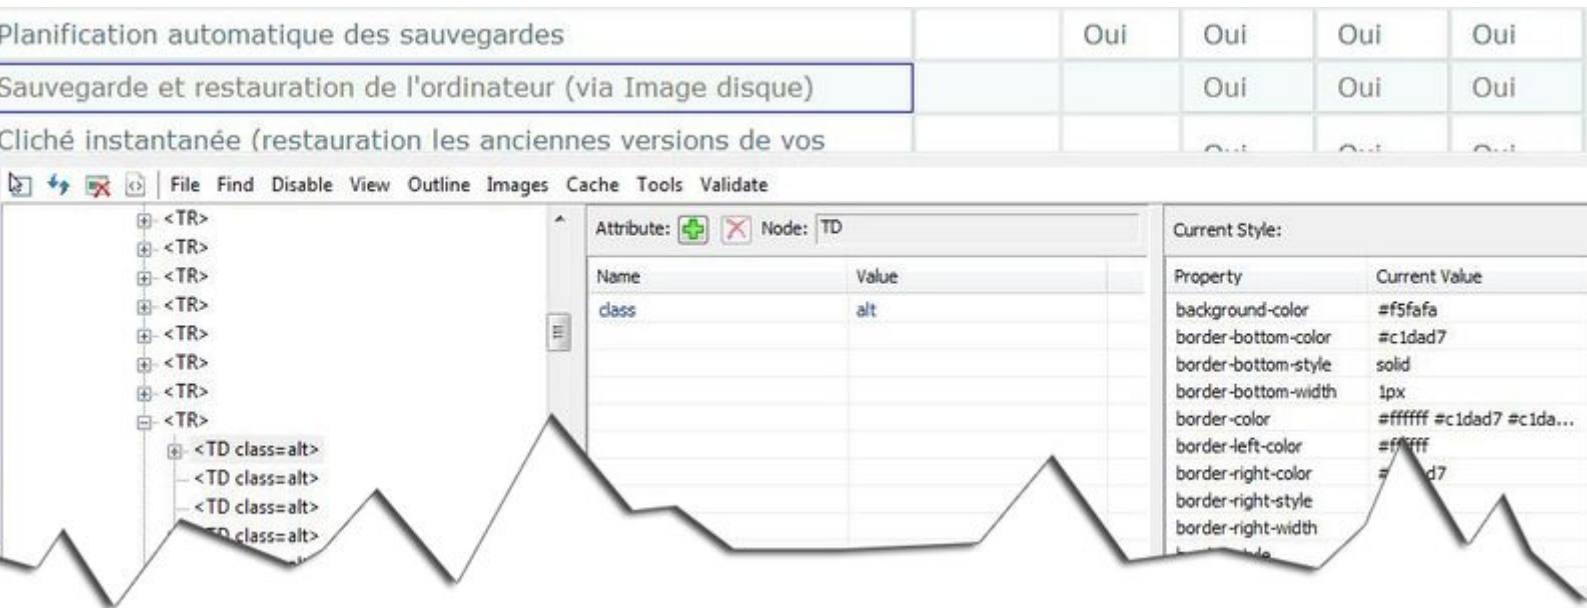 Planification automatique des sauvegardes Oui Oui Oui Oui
Sauvegarde et restauration de l'ordinateur (via Image disque) Oui Oui Oui
Cliché instantanée (restauration les anciennes versions de vos
File Find Disable View Outline Images Cache Tools Validate
<TR>
<TR>
<TR>
<TR>
<TR>
<TR>
<TR>
<TR>
<TD class=alt>
<TD class=alt>
<TD class=alt>
class=alt>
Attribute: Node: TD
Name Value
class alt
Current Style:
Property Current Value
background-color #f5fafa
border-bottom-color #c1dad7
border-bottom-style solid
border-bottom-width 1px
border-color #ffffff #c1dad7 #c1da...
border-left-color #ffffff
border-right-color
border-right-style
border-right-width